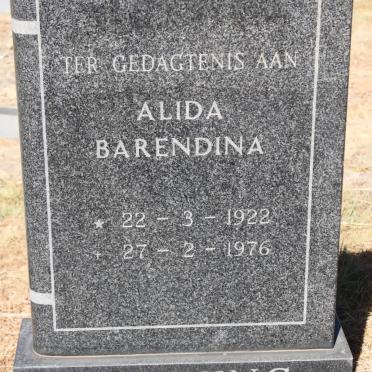 TER GEDAGTENIS AAN
ALIDA
BARENDINA
* 22 - 3 - 1922
+ 27 - 2 - 1976